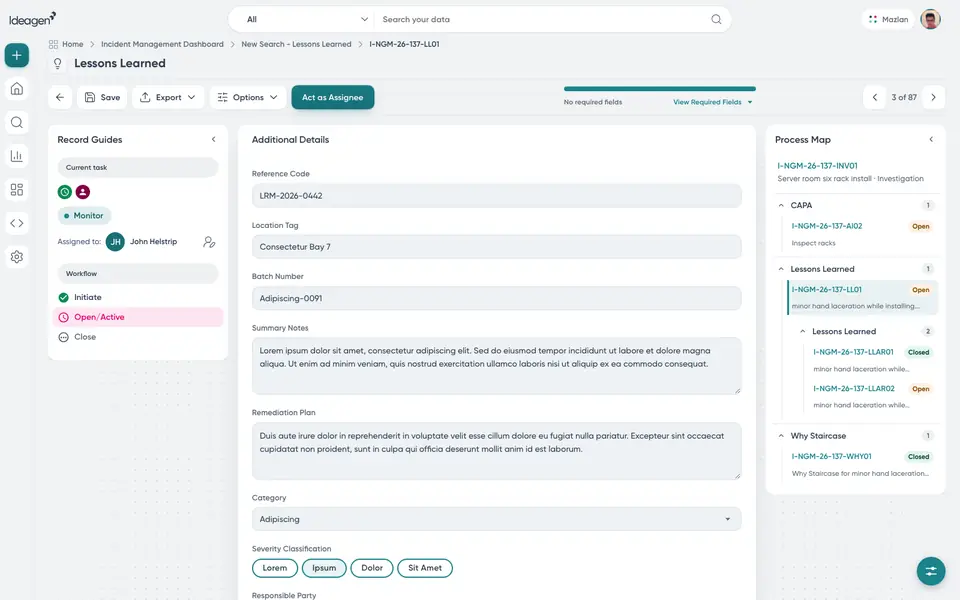 Ideagen
All
Search your data
Mazlan
Home
Incident Management Dashboard
New Search - Lessons Learned
I-NGM-26-137-LL01
Lessons Learned
Save
Export
Options
Act as Assignee
No required fields
View Required Fields
3 of 87
Record Guides
Current task
Monitor
Assigned to:
JH
John Helstrip
Workflow
Initiate
Open/Active
Close
Additional Details
Reference Code
LRM-2026-0442
Location Tag
Consectetur Bay 7
Batch Number
Adipiscing-0091
Summary Notes
Lorem ipsum dolor sit amet, consectetur adipiscing elit. Sed do eiusmod tempor incididunt ut labore et dolore magna
aliqua. Ut enim ad minim veniam, quis nostrud exercitation ullamco laboris nisi ut aliquip ex ea commodo consequat.
Remediation Plan
Duis aute irure dolor in reprehenderit in voluptate velit esse cillum dolore eu fugiat nulla pariatur. Excepteur sint occaecat
cupidatat non proident, sunt in culpa qui officia deserunt mollit anim id est laborum.
Category
Adipiscing
Severity Classification
Lorem
Ipsum
Dolor
Sit Amet
Responsible Party
Process Map
I-NGM-26-137-INV01
Server room six rack install · Investigation
CAPA
1
I-NGM-26-137-AI02
Open
Inspect racks
Lessons Learned
1
I-NGM-26-137-LL01
Open
minor hand laceration while installing...
Lessons Learned
2
I-NGM-26-137-LLAR01
Closed
minor hand laceration while...
I-NGM-26-137-LLAR02
Open
minor hand laceration while...
Why Staircase
1
I-NGM-26-137-WHY01
Closed
Why Staircase for minor hand laceration...